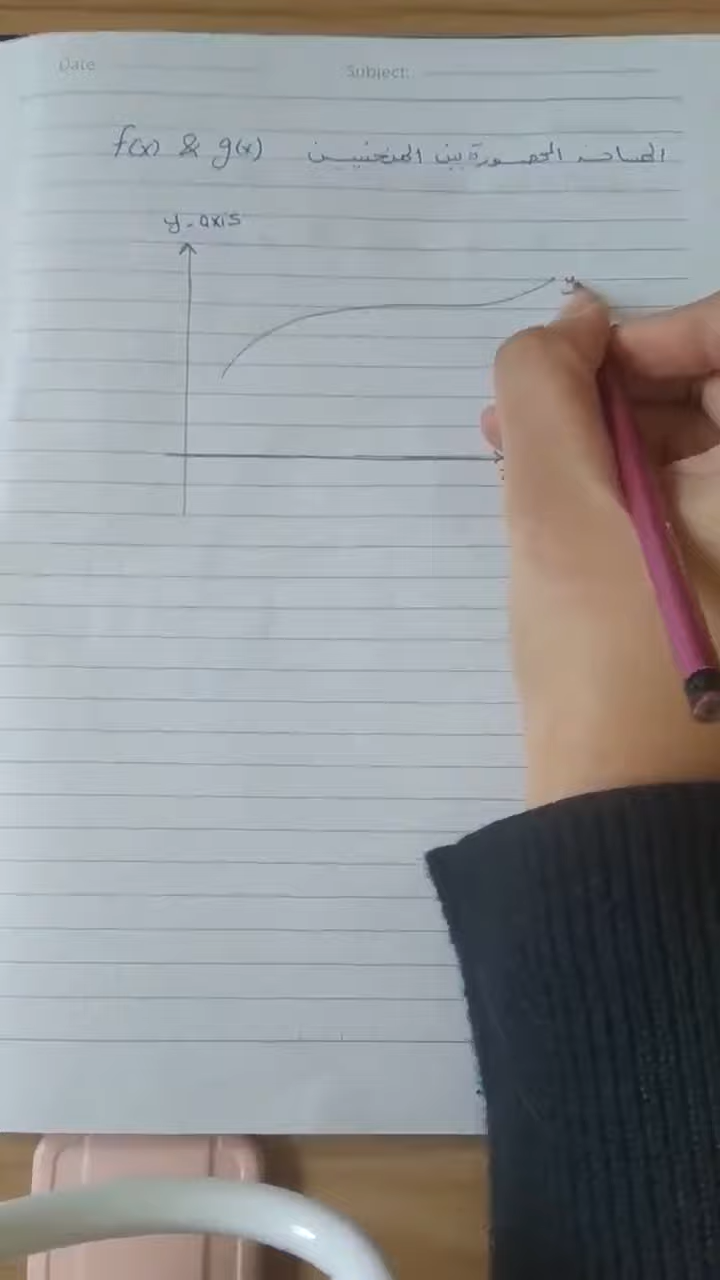 Date
Subject:
المساحة المحصورة بين المنحنيين f(x) & g(x)
y-axis
y